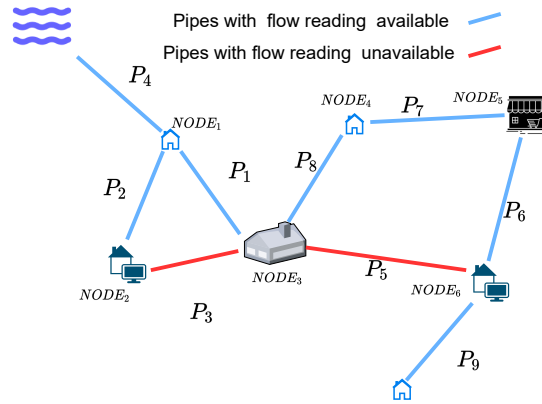 Pipes with flow reading available
Pipes with flow reading unavailable
P4
NODE1
NODE4
P7
NODE5
P8
P1
P2
P6
P5
NODE3
NODE2
NODE6
P3
P9